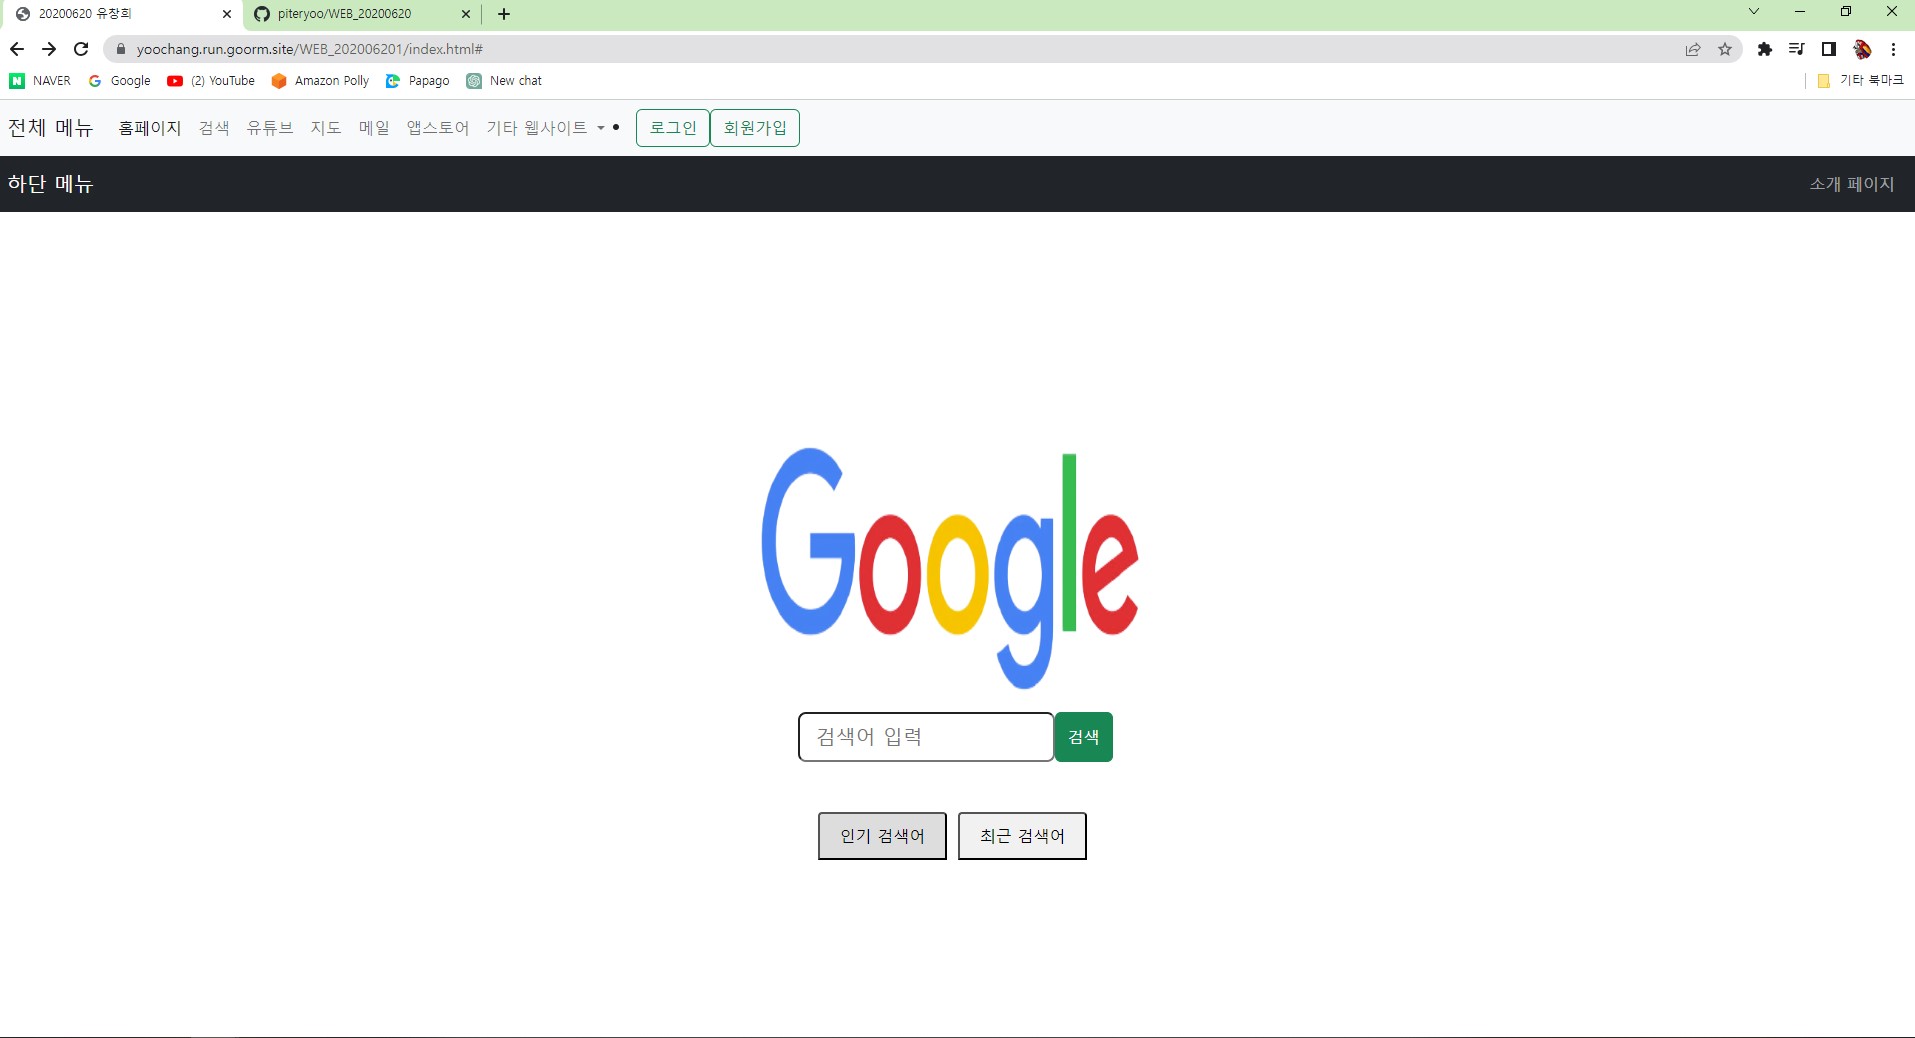 20200620 유창희
piteryoo/WEB_20200620
yoochang.run.goorm.site/WEB_202006201/index.html#
NAVER Google (2) YouTube Amazon Polly Papago New chat 기타 북마크
전체 메뉴 홈페이지 검색 유튜브 지도 메일 앱스토어 기타 웹사이트 로그인 회원가입
하단 메뉴 소개 페이지
Google
검색어 입력 검색
인기 검색어 최근 검색어